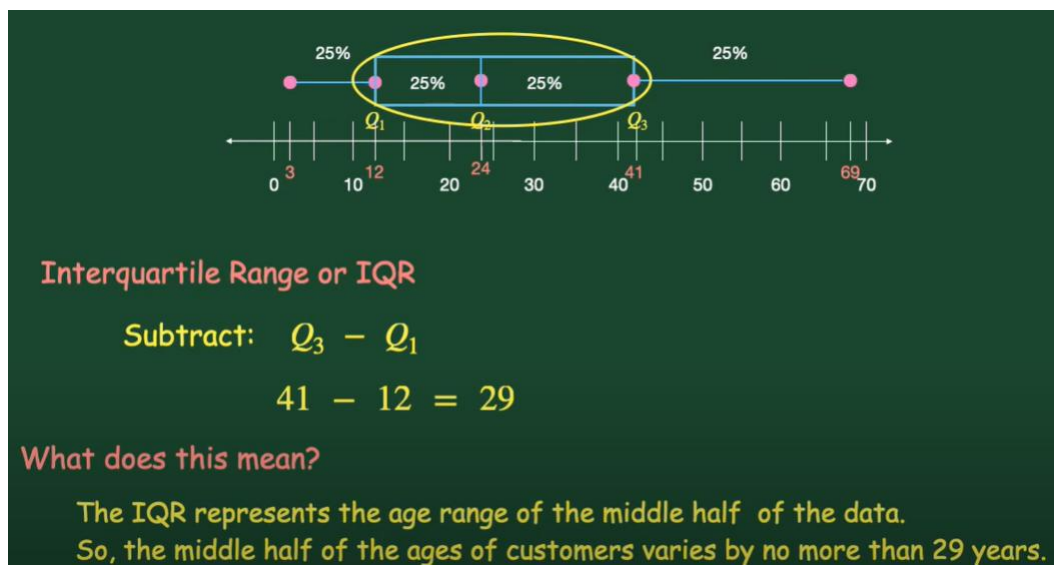 25% 25%
25% 25%
Q1 Q2 Q3
3 12 24 41 69
0 10 20 30 40 50 60 70
Interquartile Range or IQR
Subtract: Q3 − Q1
41 − 12 = 29
What does this mean?
The IQR represents the age range of the middle half of the data.
So, the middle half of the ages of customers varies by no more than 29 years.